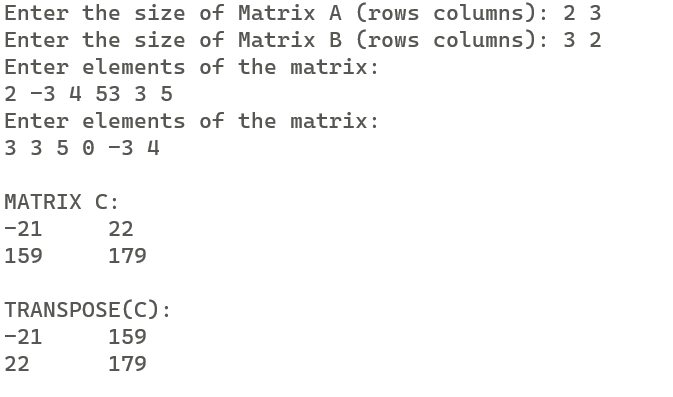 Enter the size of Matrix A (rows columns): 2 3
Enter the size of Matrix B (rows columns): 3 2
Enter elements of the matrix:
2 -3 4 53 3 5
Enter elements of the matrix:
3 3 5 0 -3 4

MATRIX C:
-21     22
159     179

TRANSPOSE(C):
-21     159
22      179